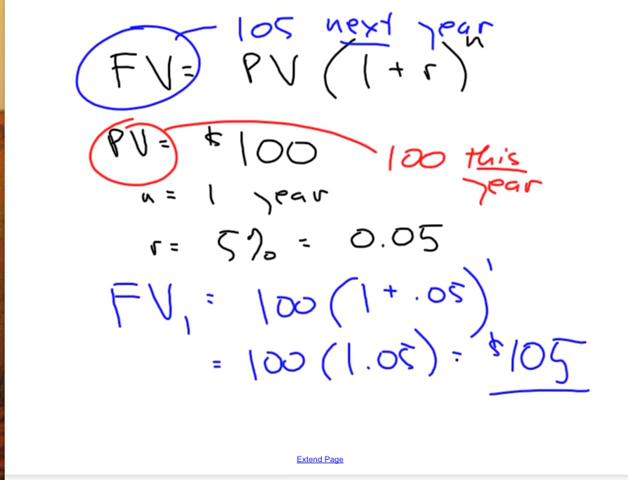 105 next year
FV = PV (1 + r)^n
PV = $100
100 this year
n = 1 year
r = 5% = 0.05
FV₁ = 100 (1 + .05)^1
= 100 (1.05) = $105
Extend Page